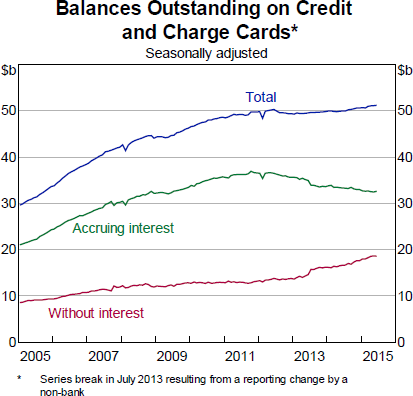 Balances Outstanding on Credit
and Charge Cards*
Seasonally adjusted
$b $b
Total
50 50
40 40
Accruing interest
30 30
20 20
10 10
Without interest
0 0
2005 2007 2009 2011 2013 2015
* Series break in July 2013 resulting from a reporting change by a
non-bank